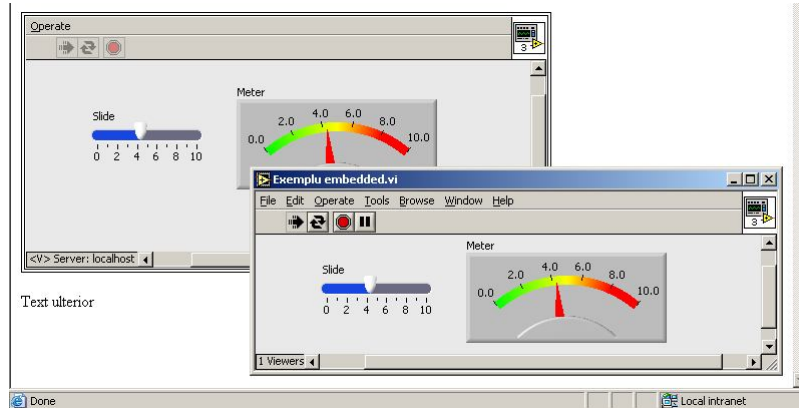 Operate
3
Meter
Slide
0.0 2.0 4.0 6.0 8.0 10.0
0 2 4 6 8 10
<V> Server: localhost
Exemplu embedded.vi
File Edit Operate Tools Browse Window Help
3
Meter
Slide
0.0 2.0 4.0 6.0 8.0 10.0
0 2 4 6 8 10
1 Viewers
Text ulterior
Done
Local intranet